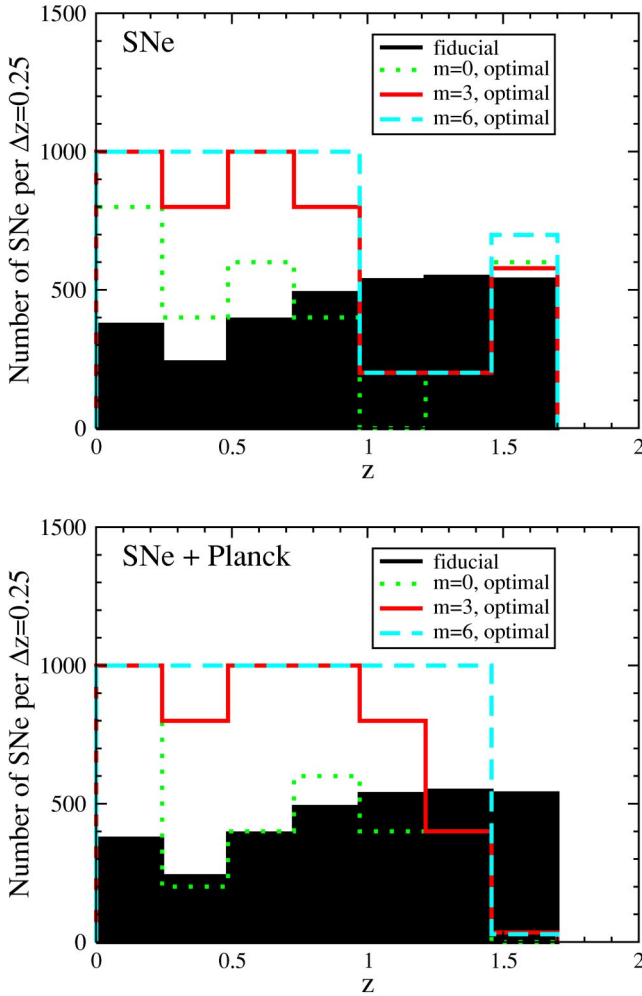 SNe
fiducial
m=0, optimal
m=3, optimal
m=6, optimal
Number of SNe per Δz=0.25
1500
1000
500
0
0 0.5 1 1.5 2
z
SNe + Planck
fiducial
m=0, optimal
m=3, optimal
m=6, optimal
Number of SNe per Δz=0.25
1500
1000
500
0
0 0.5 1 1.5 2
z